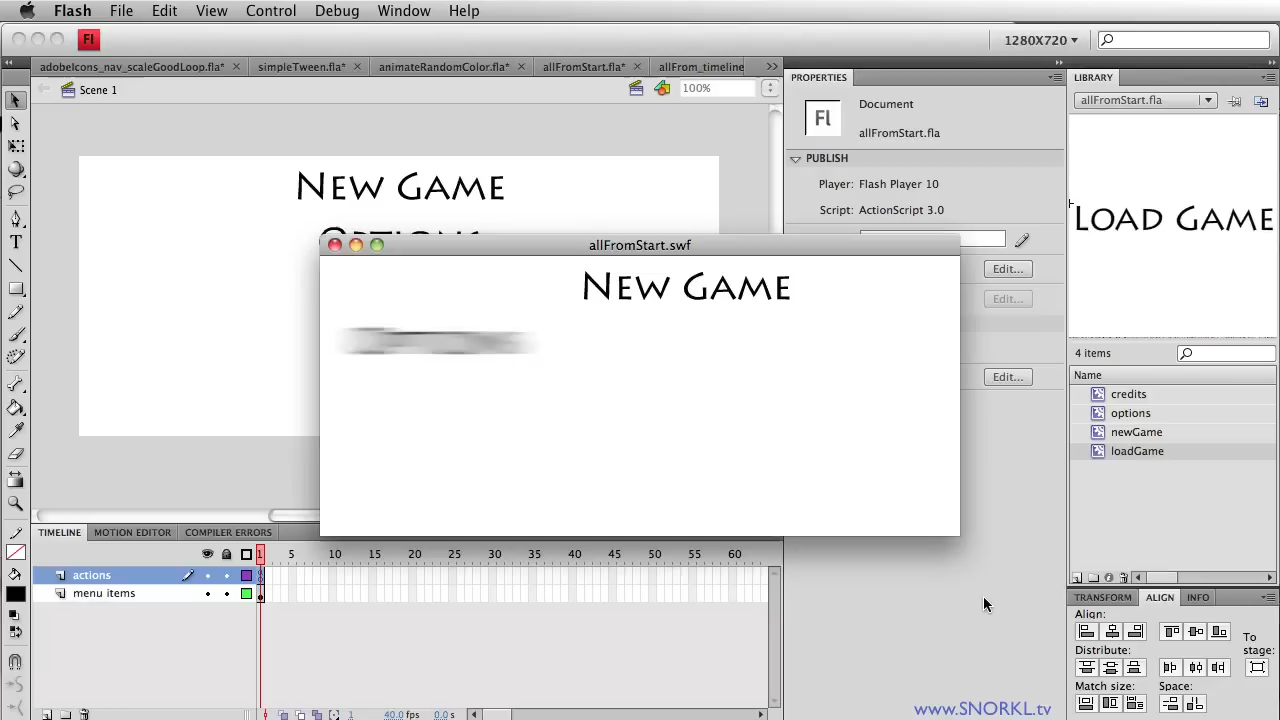 Flash File Edit View Control Debug Window Help
Fl 1280X720
adobeIcons_nav_scaleGoodLoop.fla* simpleTween.fla* animateRandomColor.fla* allFromStart.fla* allFrom_timeline
Scene 1 100%
New Game
Options
allFromStart.swf
New Game
PROPERTIES
Fl Document
allFromStart.fla
PUBLISH
Player: Flash Player 10
Script: ActionScript 3.0
Edit...
Edit...
Edit...
LIBRARY
allFromStart.fla
Load Game
4 items
Name
credits
options
newGame
loadGame
TIMELINE MOTION EDITOR COMPILER ERRORS
1 5 10 15 20 25 30 35 40 45 50 55 60
actions
menu items
1 40.0 fps 0.0 s
TRANSFORM ALIGN INFO
Align:
To stage:
Distribute:
Match size: Space:
www.SNORKL.tv